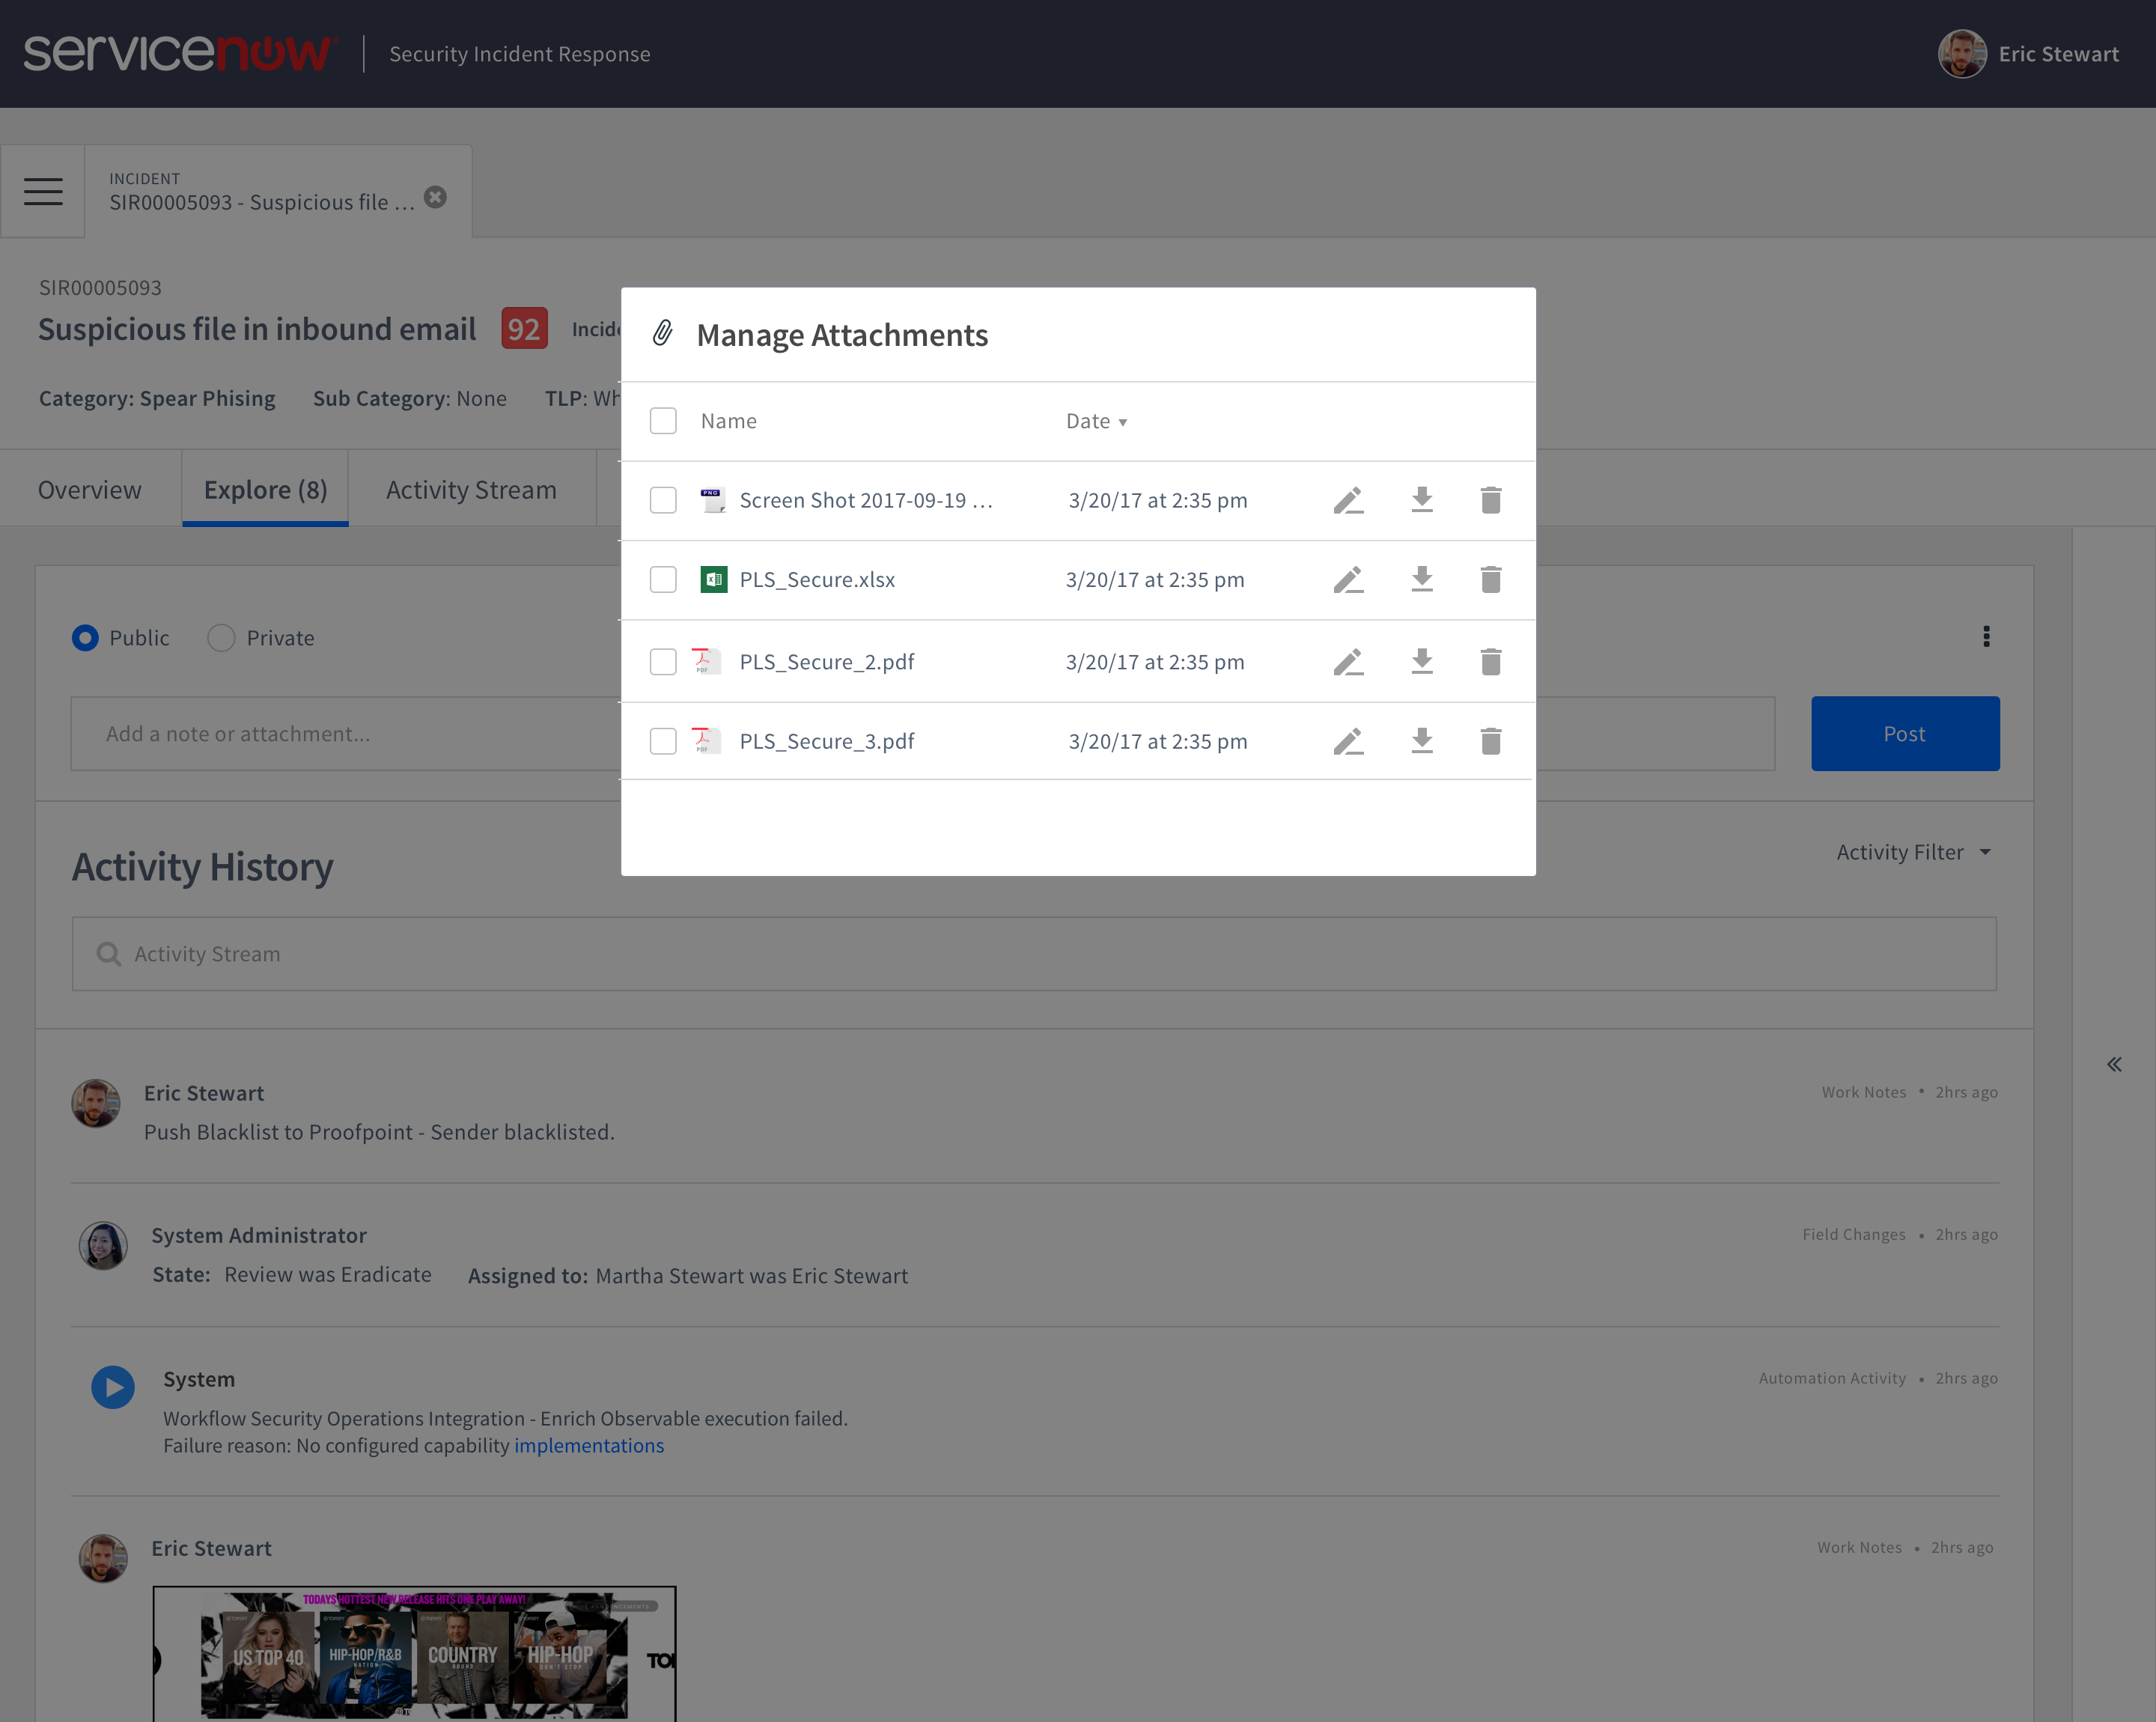 servicenow
Security Incident Response
Eric Stewart
INCIDENT
SIR00005093 - Suspicious file ...
SIR00005093
Suspicious file in inbound email 92
Category: Spear Phising Sub Category: None TLP:
Overview Explore (8) Activity Stream
Manage Attachments
Name Date
PNG Screen Shot 2017-09-19 ... 3/20/17 at 2:35 pm
PLS_Secure.xlsx 3/20/17 at 2:35 pm
PDF PLS_Secure_2.pdf 3/20/17 at 2:35 pm
PDF PLS_Secure_3.pdf 3/20/17 at 2:35 pm
Public Private
Add a note or attachment...
Post
Activity History
Activity Filter
Activity Stream
Eric Stewart
Work Notes • 2hrs ago
Push Blacklist to Proofpoint - Sender blacklisted.
System Administrator
Field Changes • 2hrs ago
State: Review was Eradicate Assigned to: Martha Stewart was Eric Stewart
System
Automation Activity • 2hrs ago
Workflow Security Operations Integration - Enrich Observable execution failed.
Failure reason: No configured capability implementations
Eric Stewart
Work Notes • 2hrs ago
TODAYS HOTTEST NEW RELEASE HITS ONE PLAY AWAY!
US TOP 40
HIP-HOP/R&B
NATION
COUNTRY
ROUND
HIP-HOP
DON'T STOP